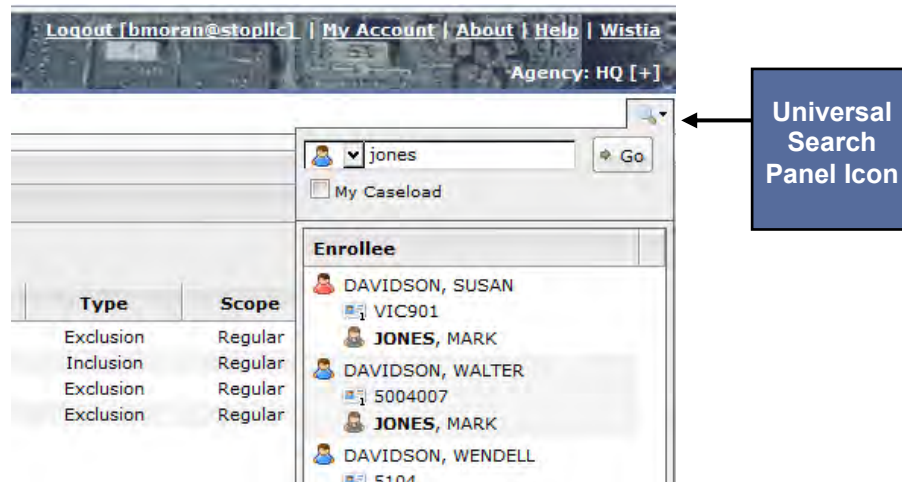 Logout [bmoran@stopllc] | My Account | About | Help | Wistia
Agency: HQ [+]
Universal
Search
Panel Icon
jones
Go
My Caseload
Enrollee
DAVIDSON, SUSAN
VIC901
JONES, MARK
DAVIDSON, WALTER
5004007
JONES, MARK
DAVIDSON, WENDELL
5104
Type Scope
Exclusion Regular
Inclusion Regular
Exclusion Regular
Exclusion Regular